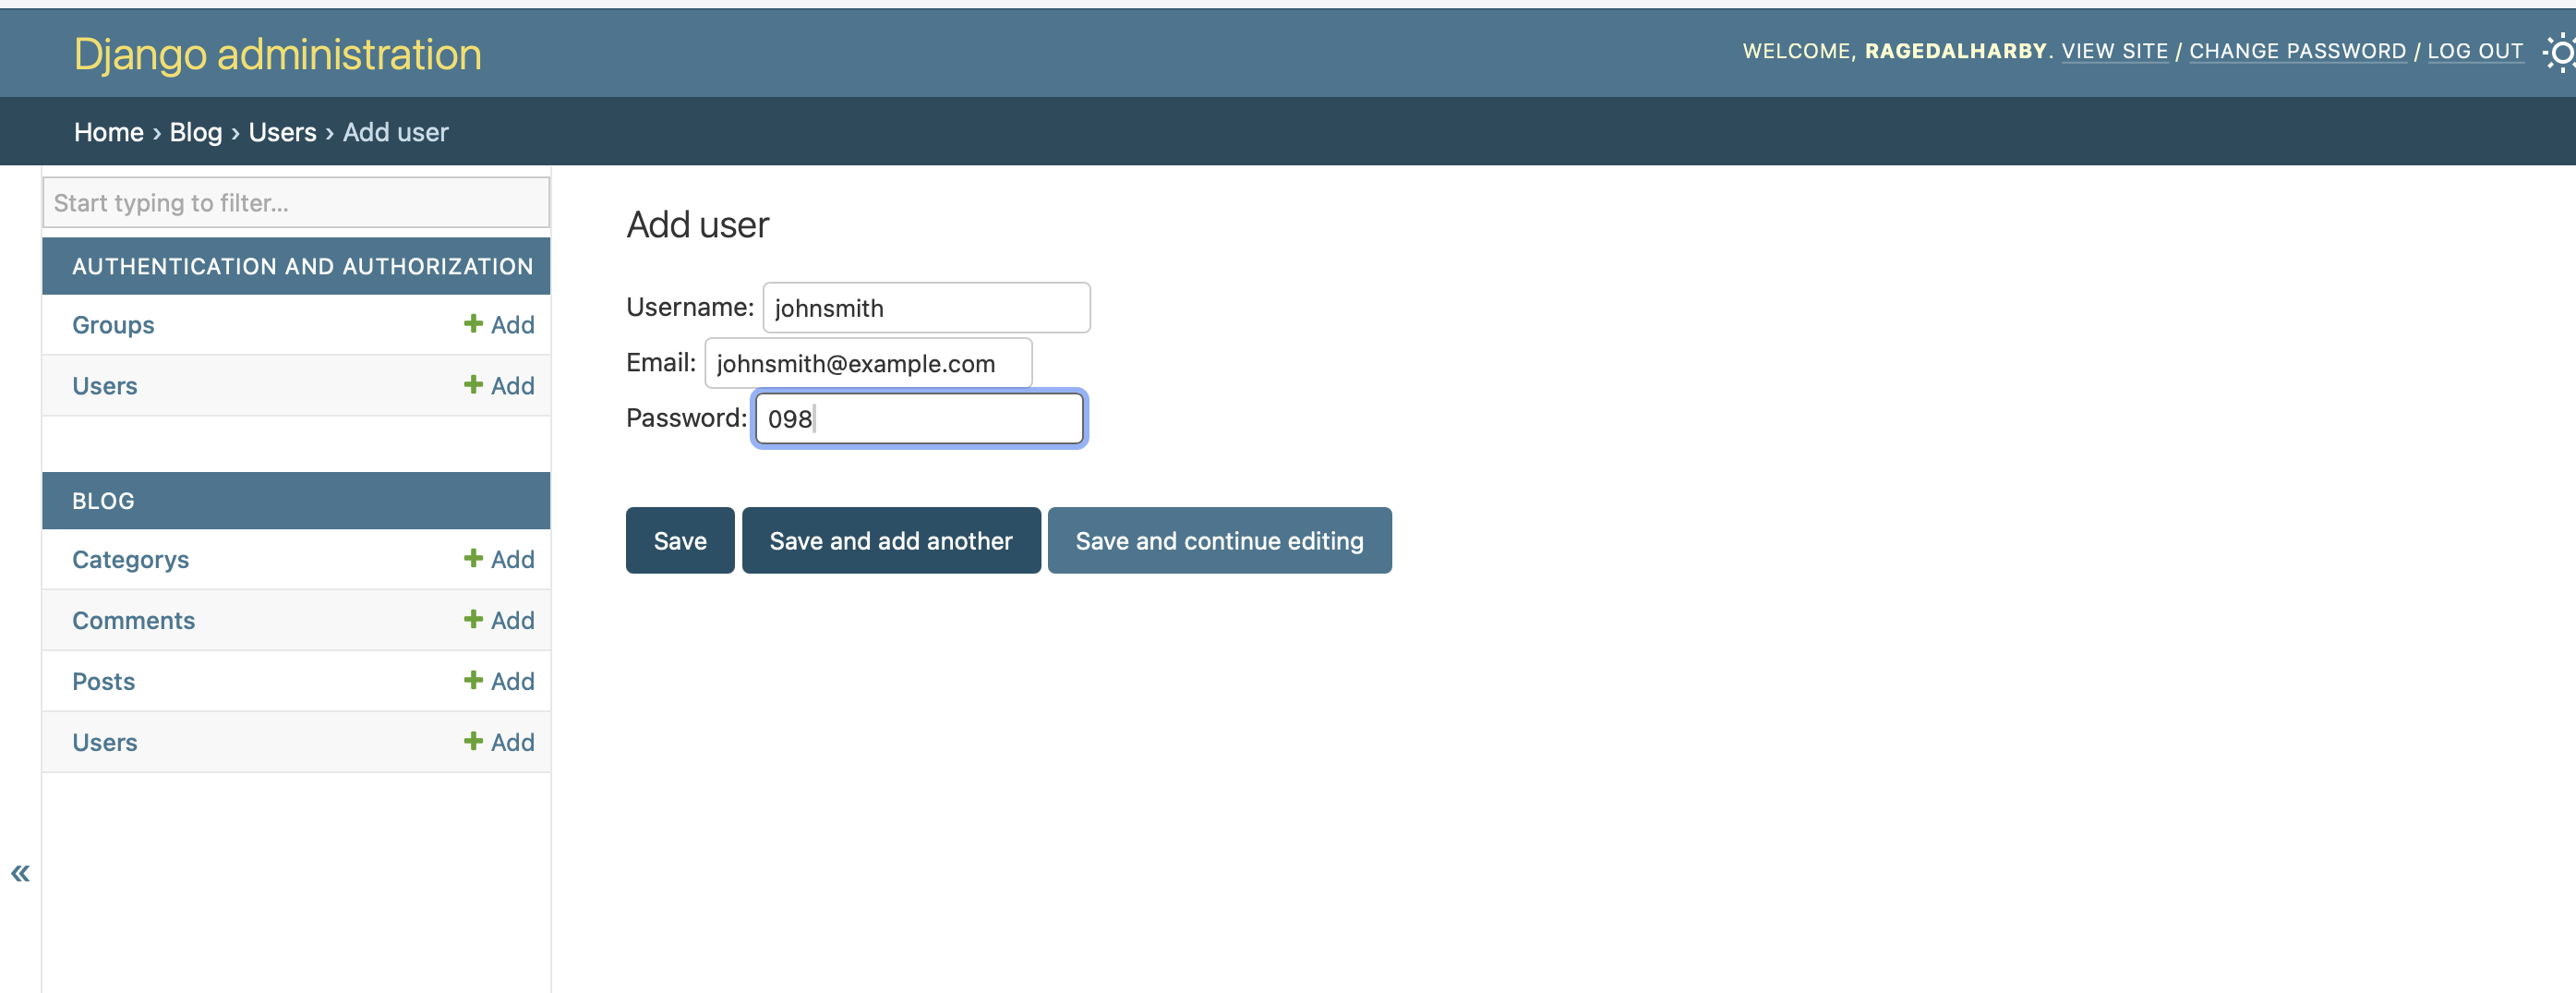 Django administration
WELCOME, RAGEDALHARBY. VIEW SITE / CHANGE PASSWORD / LOG OUT
Home › Blog › Users › Add user
Start typing to filter...
AUTHENTICATION AND AUTHORIZATION
Groups + Add
Users + Add
BLOG
Categorys + Add
Comments + Add
Posts + Add
Users + Add
«
Add user
Username: johnsmith
Email: johnsmith@example.com
Password: 098
Save Save and add another Save and continue editing